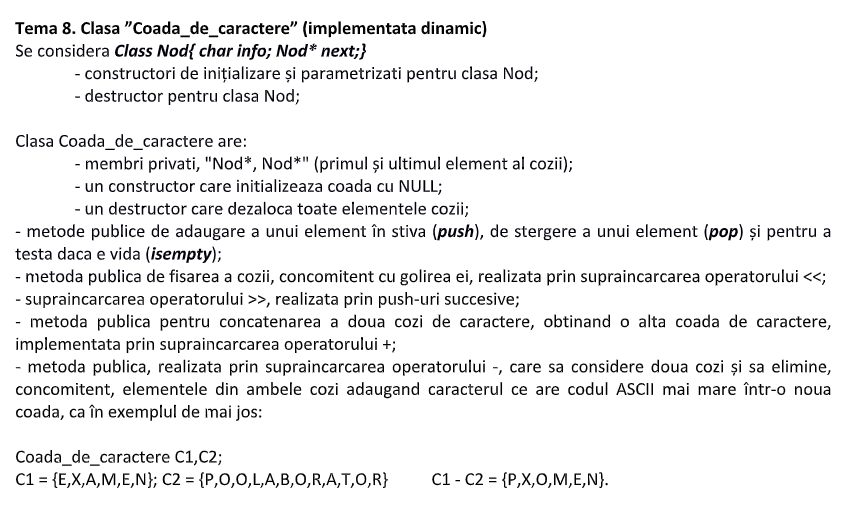 Tema 8. Clasa ”Coada_de_caractere” (implementata dinamic)
Se considera Class Nod{ char info; Nod* next;}
- constructori de inițializare și parametrizati pentru clasa Nod;
- destructor pentru clasa Nod;
Clasa Coada_de_caractere are:
- membri privati, "Nod*, Nod*" (primul și ultimul element al cozii);
- un constructor care initializeaza coada cu NULL;
- un destructor care dezaloca toate elementele cozii;
- metode publice de adaugare a unui element în stiva (push), de stergere a unui element (pop) și pentru a
testa daca e vida (isempty);
- metoda publica de fisarea a cozii, concomitent cu golirea ei, realizata prin supraincarcarea operatorului <<;
- supraincarcarea operatorului >>, realizata prin push-uri succesive;
- metoda publica pentru concatenarea a doua cozi de caractere, obtinand o alta coada de caractere,
implementata prin supraincarcarea operatorului +;
- metoda publica, realizata prin supraincarcarea operatorului -, care sa considere doua cozi și sa elimine,
concomitent, elementele din ambele cozi adaugand caracterul ce are codul ASCII mai mare într-o noua
coada, ca în exemplul de mai jos:
Coada_de_caractere C1,C2;
C1 = {E,X,A,M,E,N}; C2 = {P,O,O,L,A,B,O,R,A,T,O,R} C1 - C2 = {P,X,O,M,E,N}.